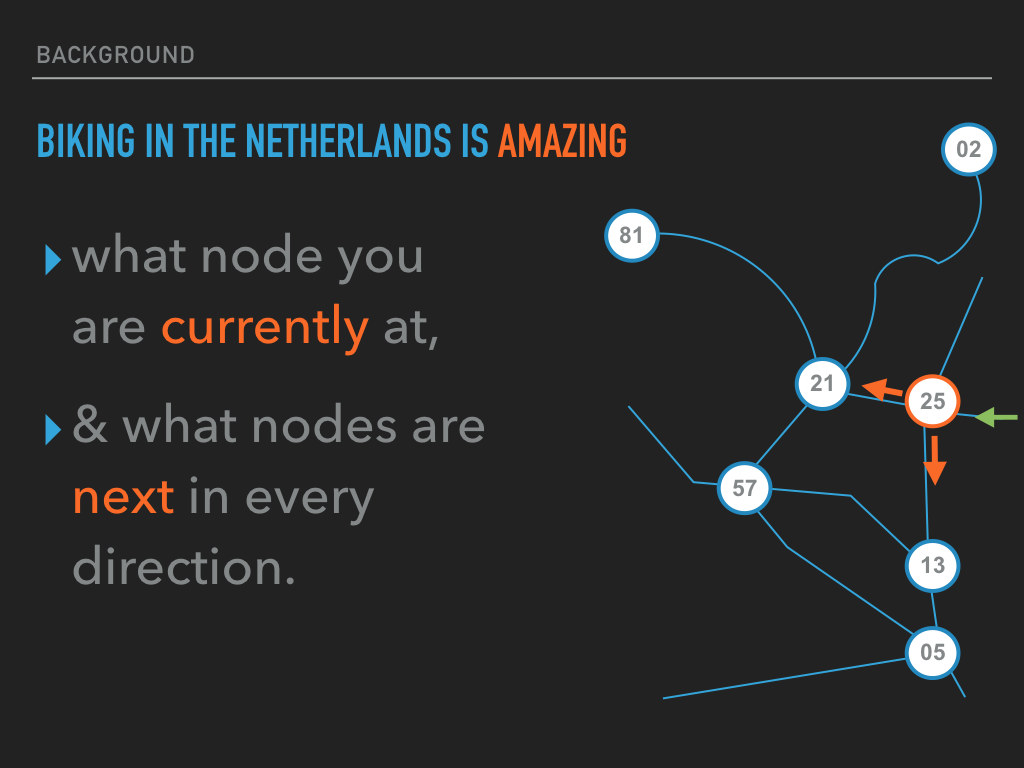 BACKGROUND
BIKING IN THE NETHERLANDS IS AMAZING
what node you
are currently at,
& what nodes are
next in every
direction.
02
81
21
25
57
13
05